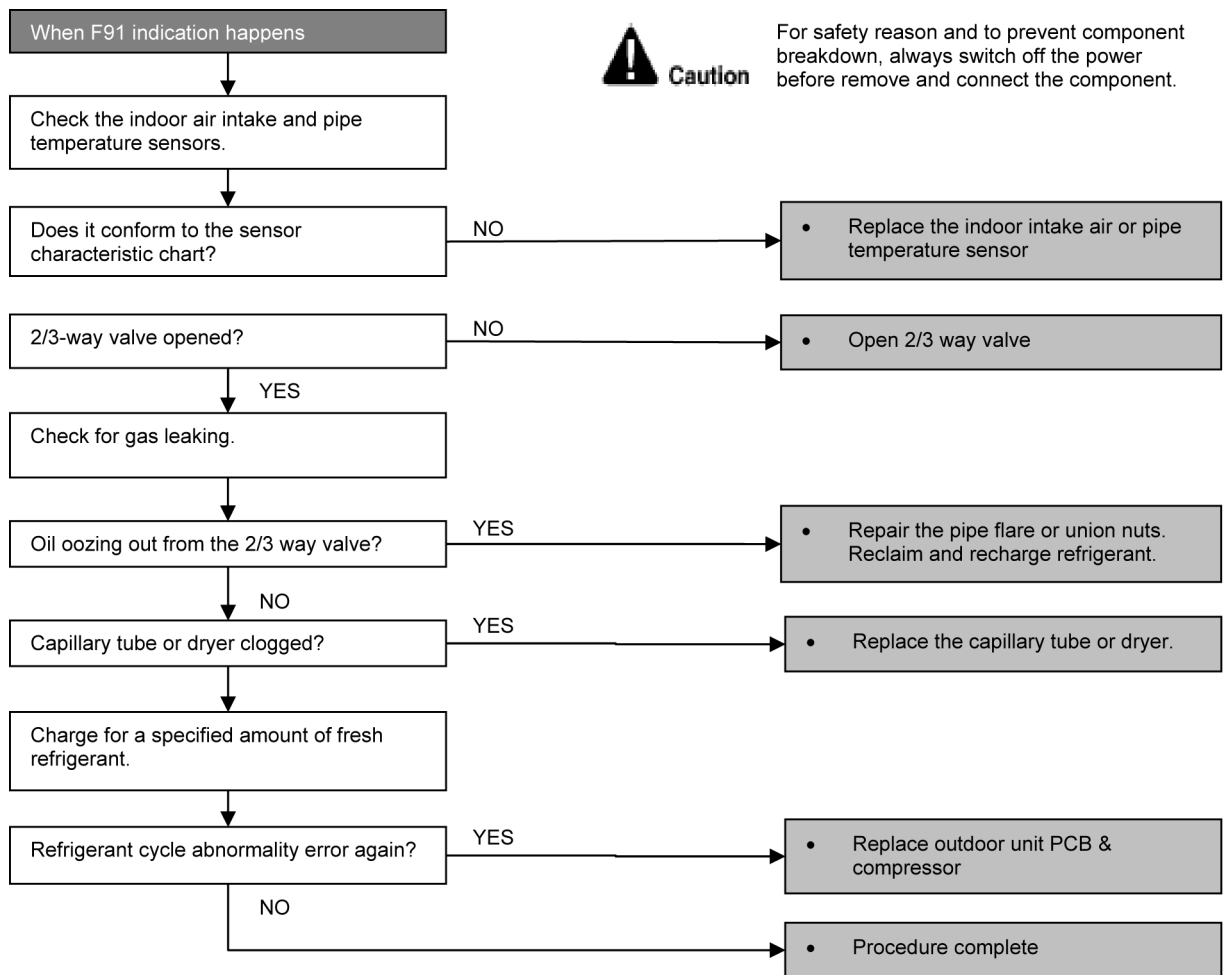 When F91 indication happens
Caution
For safety reason and to prevent component
breakdown, always switch off the power
before remove and connect the component.
Check the indoor air intake and pipe
temperature sensors.
Does it conform to the sensor
characteristic chart?
NO
• Replace the indoor intake air or pipe
temperature sensor
2/3-way valve opened?
NO
• Open 2/3 way valve
YES
Check for gas leaking.
Oil oozing out from the 2/3 way valve?
YES
• Repair the pipe flare or union nuts.
Reclaim and recharge refrigerant.
NO
Capillary tube or dryer clogged?
YES
• Replace the capillary tube or dryer.
Charge for a specified amount of fresh
refrigerant.
Refrigerant cycle abnormality error again?
YES
• Replace outdoor unit PCB &
compressor
NO
• Procedure complete